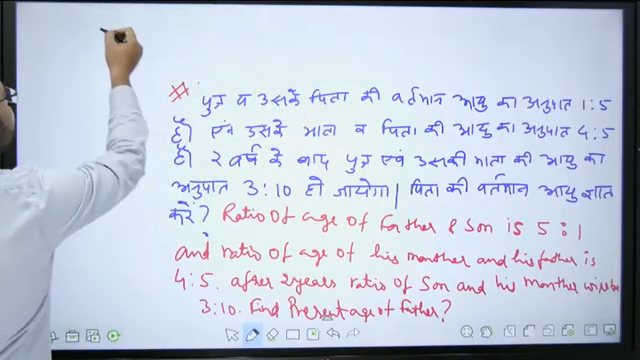 पुत्र व उसके पिता की वर्तमान आयु का अनुपात 1:5
है। एवं उसके माता व पिता की आयु का अनुपात 4:5
है। 2 वर्ष के बाद पुत्र एवं उसकी माता की आयु का
अनुपात 3:10 हो जायेगा। पिता की वर्तमान आयु ज्ञात
करें? Ratio of age of Farther & Son is 5:1
and ratio of age of his monther and his father is
4:5. after 2 years ratio of Son and his monther will be
3:10. Find Present age of father?